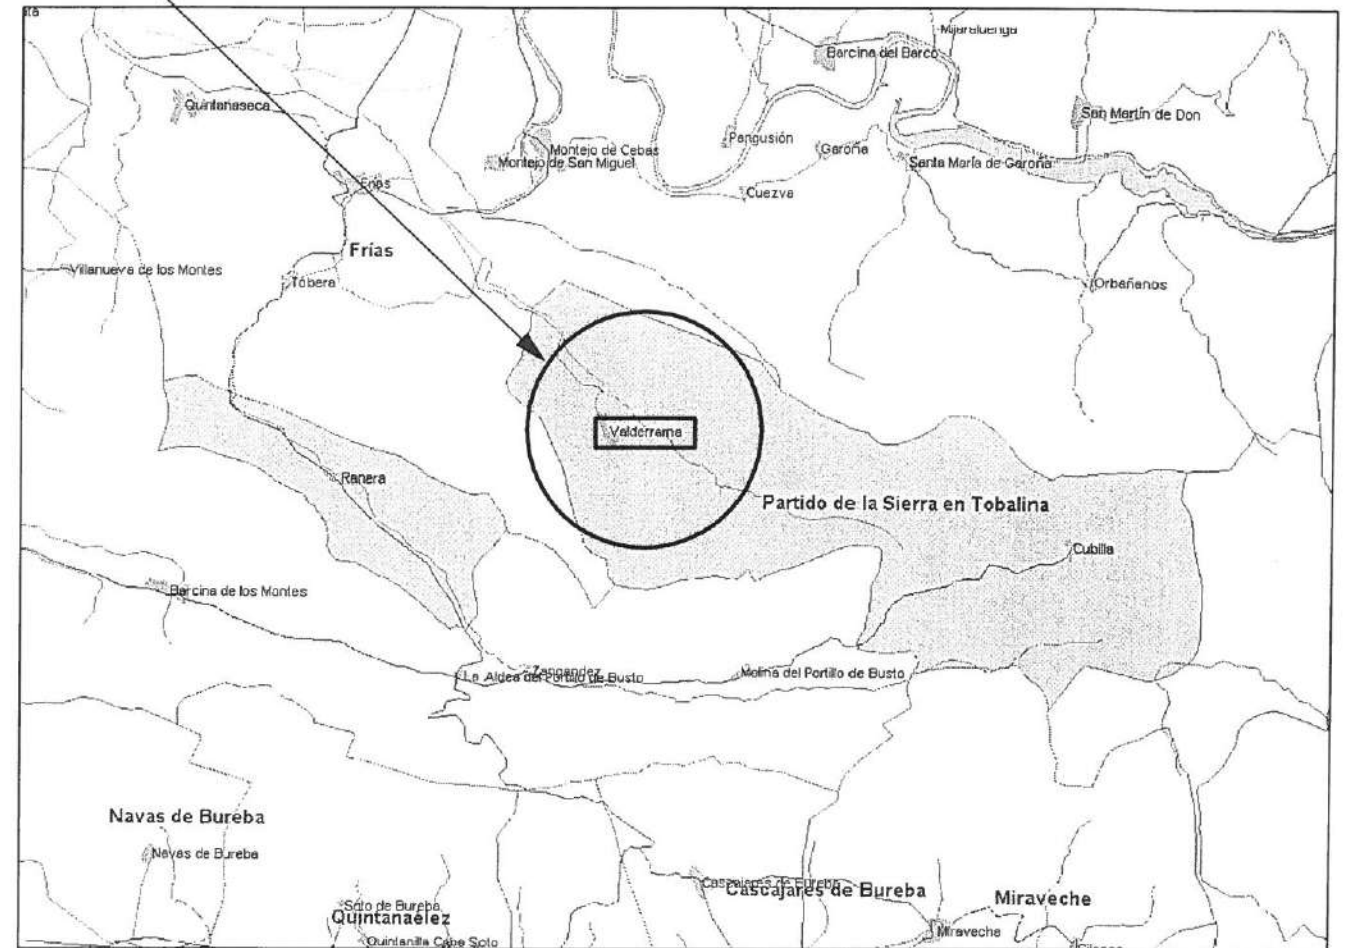 Mijaraluenga
Barcina del Barco
Quintanaseca
San Martín de Don
Pangusión
Montejo de Cebas
Garoña
Montejo de San Miguel
Santa María de Garoña
Frías
Cuezva
Frías
Villanueva de los Montes
Tobera
Orbañanos
Valderrama
Ranera
Partido de la Sierra en Tobalina
Cubilla
Barcina de los Montes
Zangandez
La Aldea del Portillo de Busto
Molina del Portillo de Busto
Navas de Bureba
Navas de Bureba
Cascajares de Bureba
Cascajares de Bureba
Miraveche
Soto de Bureba
Quintanaélez
Miraveche
Quintanilla Cabe Soto